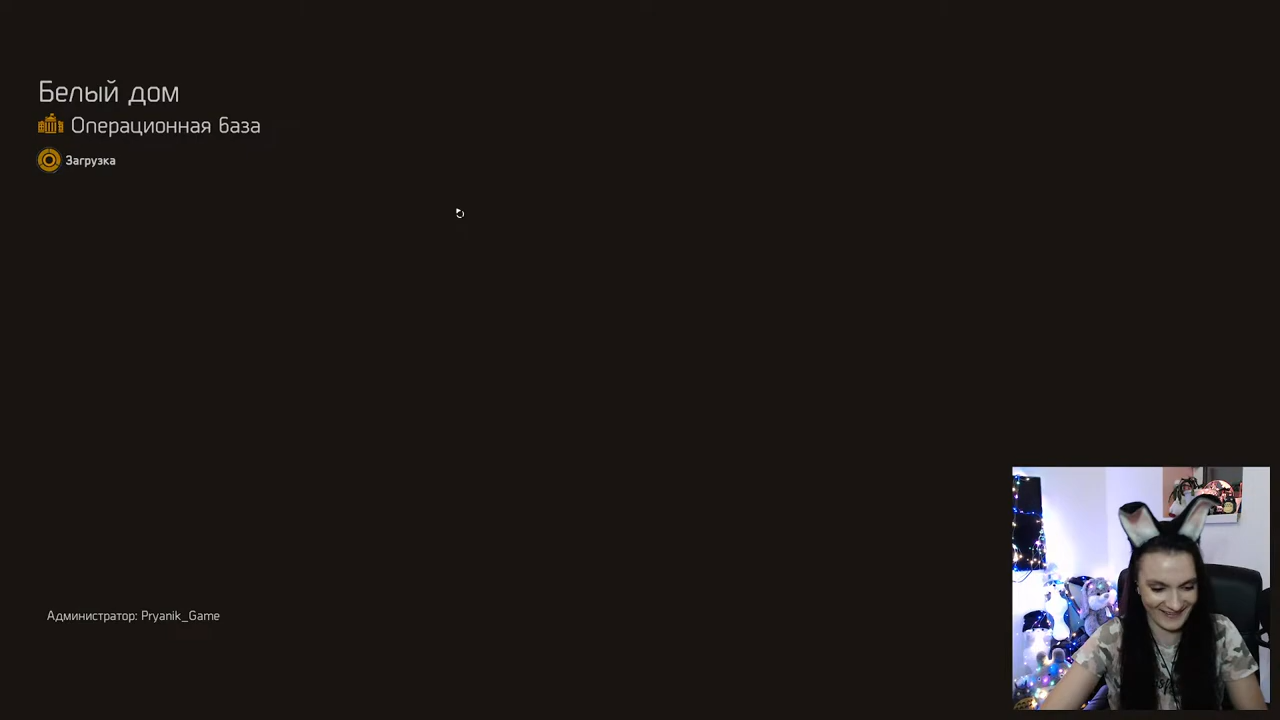 Белый дом
Операционная база
Загрузка
Администратор: Pryanik_Game